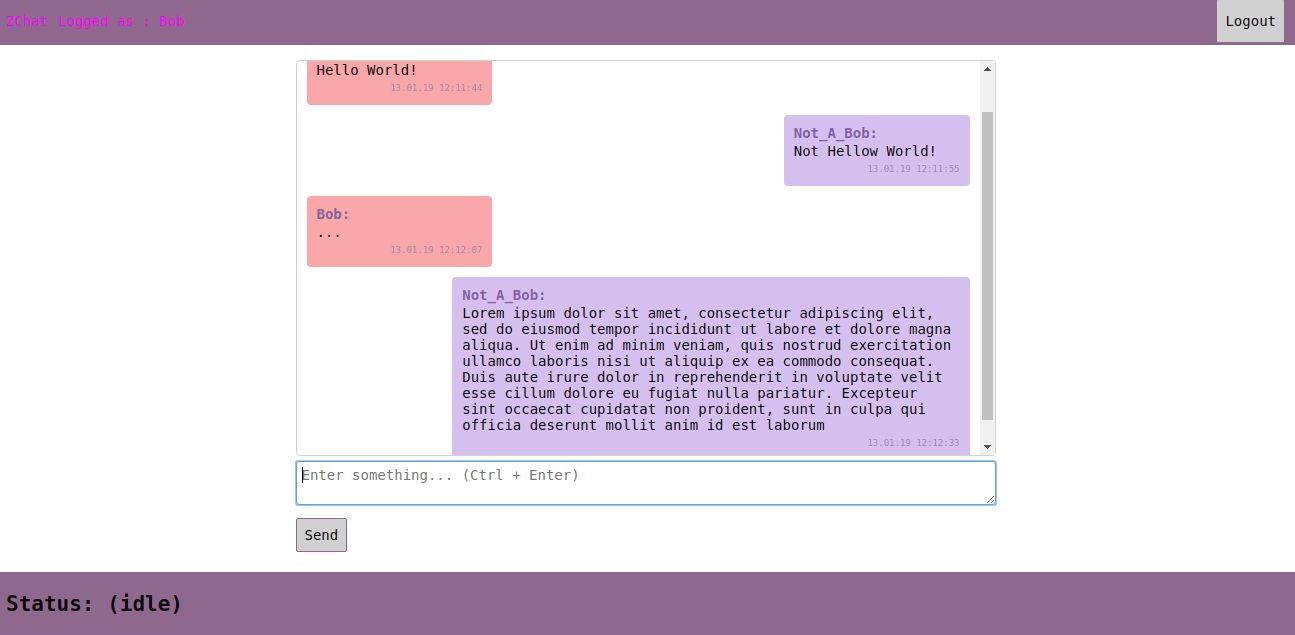 ZChat Logged as : Bob
Logout
Hello World!
13.01.19 12:11:44
Not_A_Bob:
Not Hellow World!
13.01.19 12:11:55
Bob:
...
13.01.19 12:12:07
Not_A_Bob:
Lorem ipsum dolor sit amet, consectetur adipiscing elit,
sed do eiusmod tempor incididunt ut labore et dolore magna
aliqua. Ut enim ad minim veniam, quis nostrud exercitation
ullamco laboris nisi ut aliquip ex ea commodo consequat.
Duis aute irure dolor in reprehenderit in voluptate velit
esse cillum dolore eu fugiat nulla pariatur. Excepteur
sint occaecat cupidatat non proident, sunt in culpa qui
officia deserunt mollit anim id est laborum
13.01.19 12:12:33
Enter something... (Ctrl + Enter)
Send
Status: (idle)